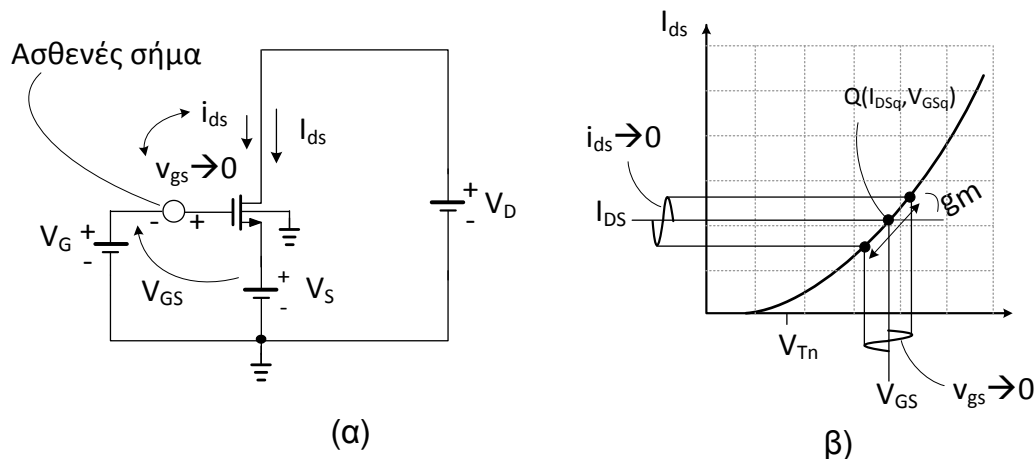 Ασθενές σήμα
i_ds
I_ds
v_gs→0
- +
V_G
+
-
V_GS
+
-
V_S
+
-
V_D
(α)
I_ds
Q(I_DSq,V_GSq)
i_ds→0
I_DS
gm
V_Tn
V_GS
v_gs→0
β)